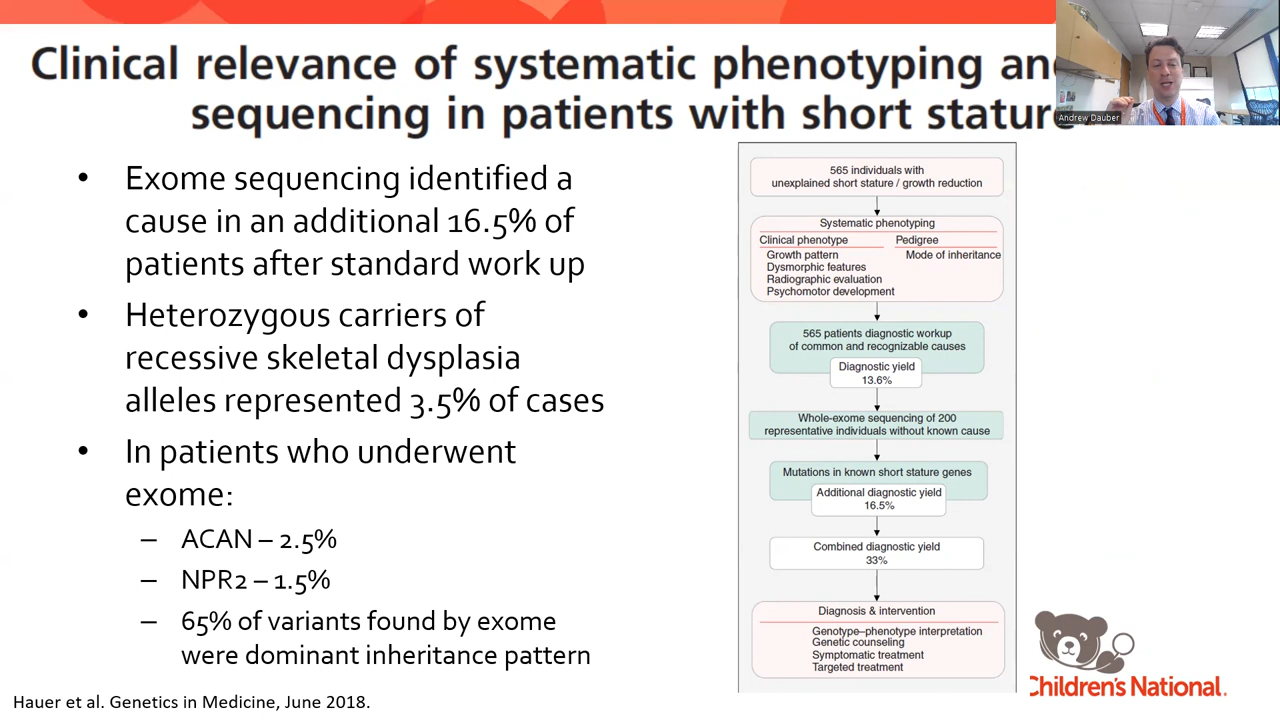 Clinical relevance of systematic phenotyping and
sequencing in patients with short stature
Andrew Dauber
• Exome sequencing identified a
cause in an additional 16.5% of
patients after standard work up
• Heterozygous carriers of
recessive skeletal dysplasia
alleles represented 3.5% of cases
• In patients who underwent
exome:
– ACAN – 2.5%
– NPR2 – 1.5%
– 65% of variants found by exome
were dominant inheritance pattern
Hauer et al. Genetics in Medicine, June 2018.
565 individuals with
unexplained short stature / growth reduction
Systematic phenotyping
Clinical phenotype Pedigree
Growth pattern Mode of inheritance
Dysmorphic features
Radiographic evaluation
Psychomotor development
565 patients diagnostic workup
of common and recognizable causes
Diagnostic yield
13.6%
Whole-exome sequencing of 200
representative individuals without known cause
Mutations in known short stature genes
Additional diagnostic yield
16.5%
Combined diagnostic yield
33%
Diagnosis & intervention
Genotype–phenotype interpretation
Genetic counseling
Symptomatic treatment
Targeted treatment
Children's National.